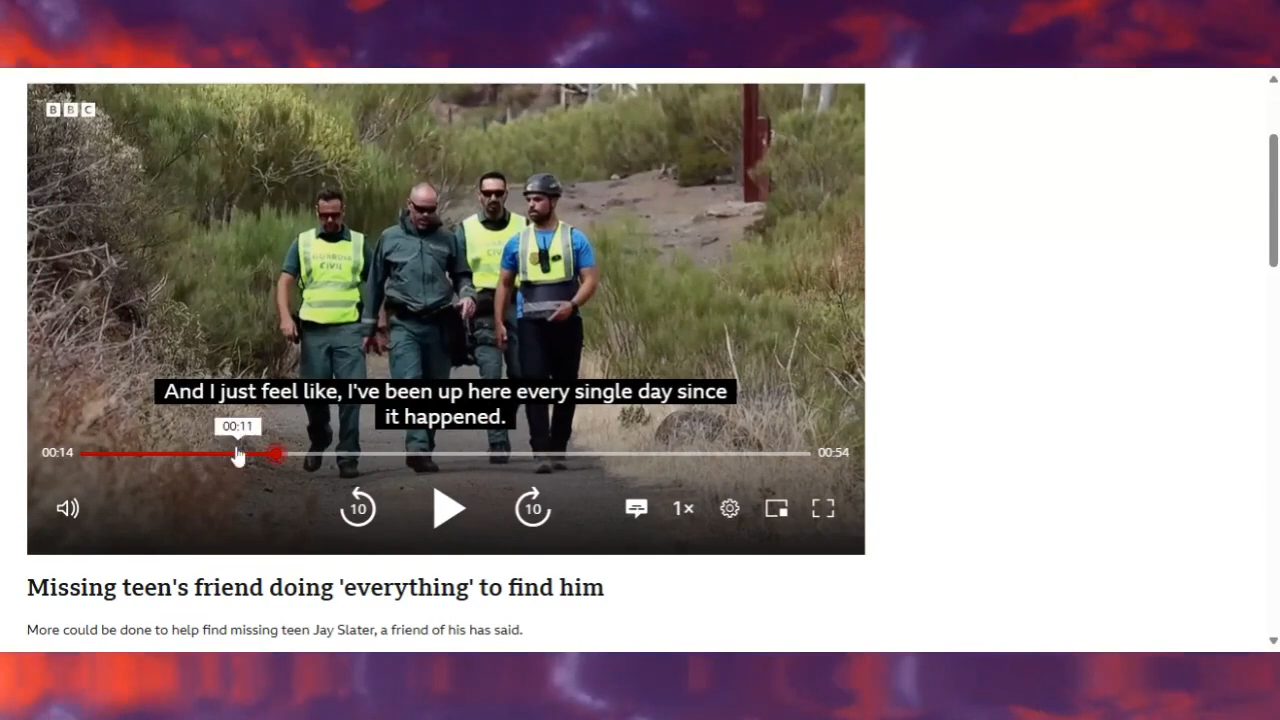 BBC
GUARDIA
CIVIL
And I just feel like, I've been up here every single day since
it happened.
00:11
00:14
00:54
10
10
1×
Missing teen's friend doing 'everything' to find him
More could be done to help find missing teen Jay Slater, a friend of his has said.